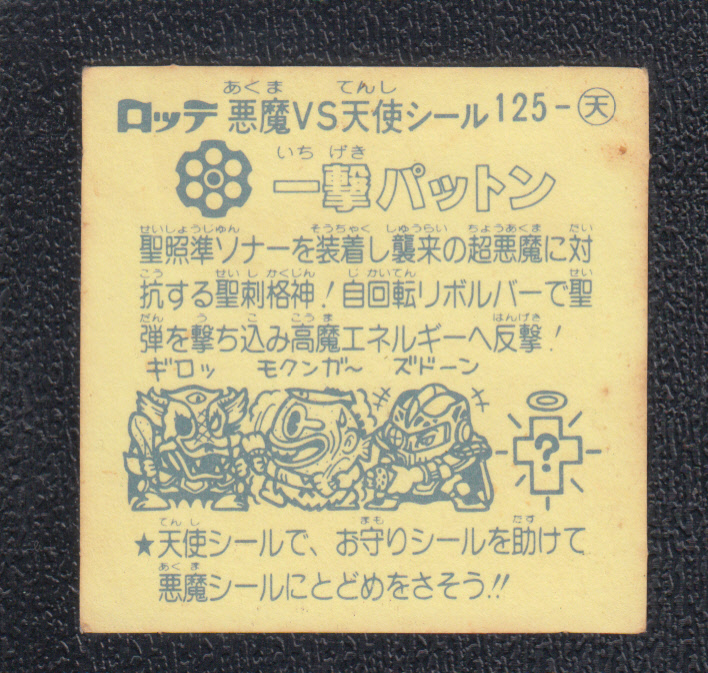 あくま てんし
ロッテ 悪魔VS天使シール 125-天
いちげき
一撃パットン
せいしょうじゅん そうちゃく しゅうらい ちょうあくま たい
聖照準ソナーを装着し襲来の超悪魔に対
こう せいしかくじん じかいてん せい
抗する聖刺格神！自回転リボルバーで聖
だん う こ こうま はんげき
弾を撃ち込み高魔エネルギーへ反撃！
ギロッ モクンガ〜 ズドーン
?
てんし まも たす
★天使シールで、お守りシールを助けて
あくま
悪魔シールにとどめをさそう!!